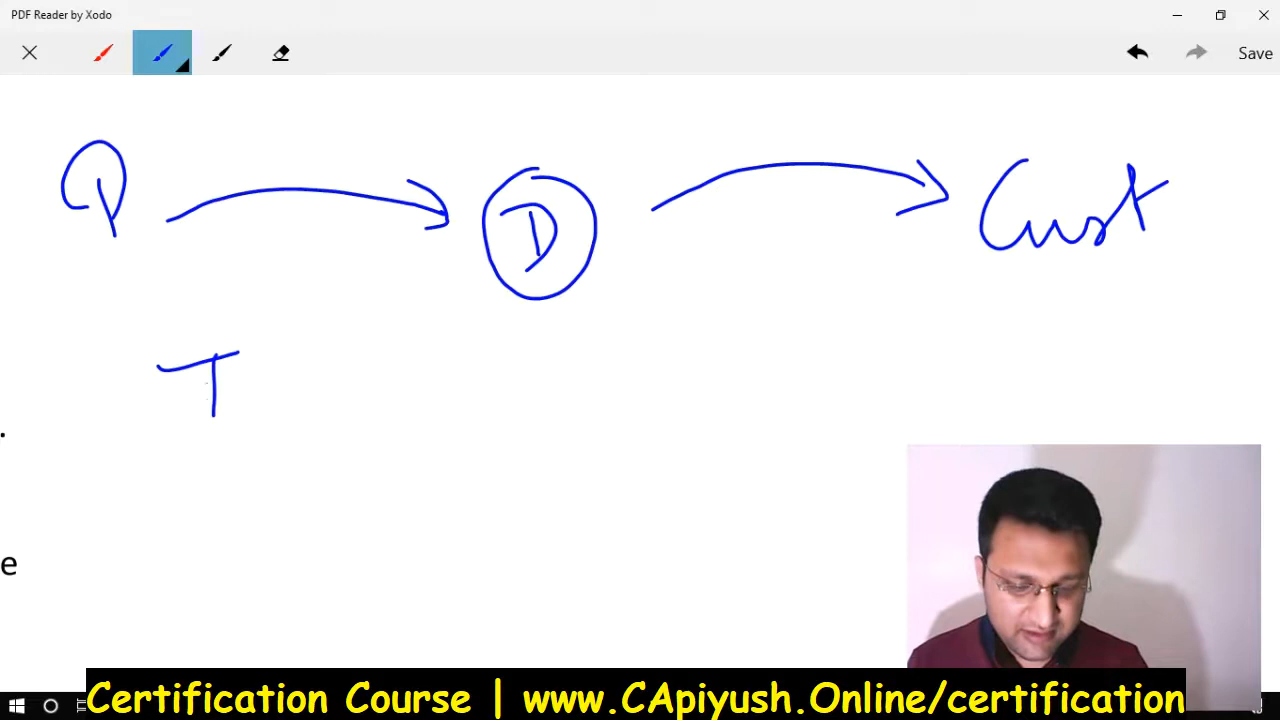 PDF Reader by Xodo
Save
P D Cust
T
.
e
Certification Course | www.CApiyush.Online/certification